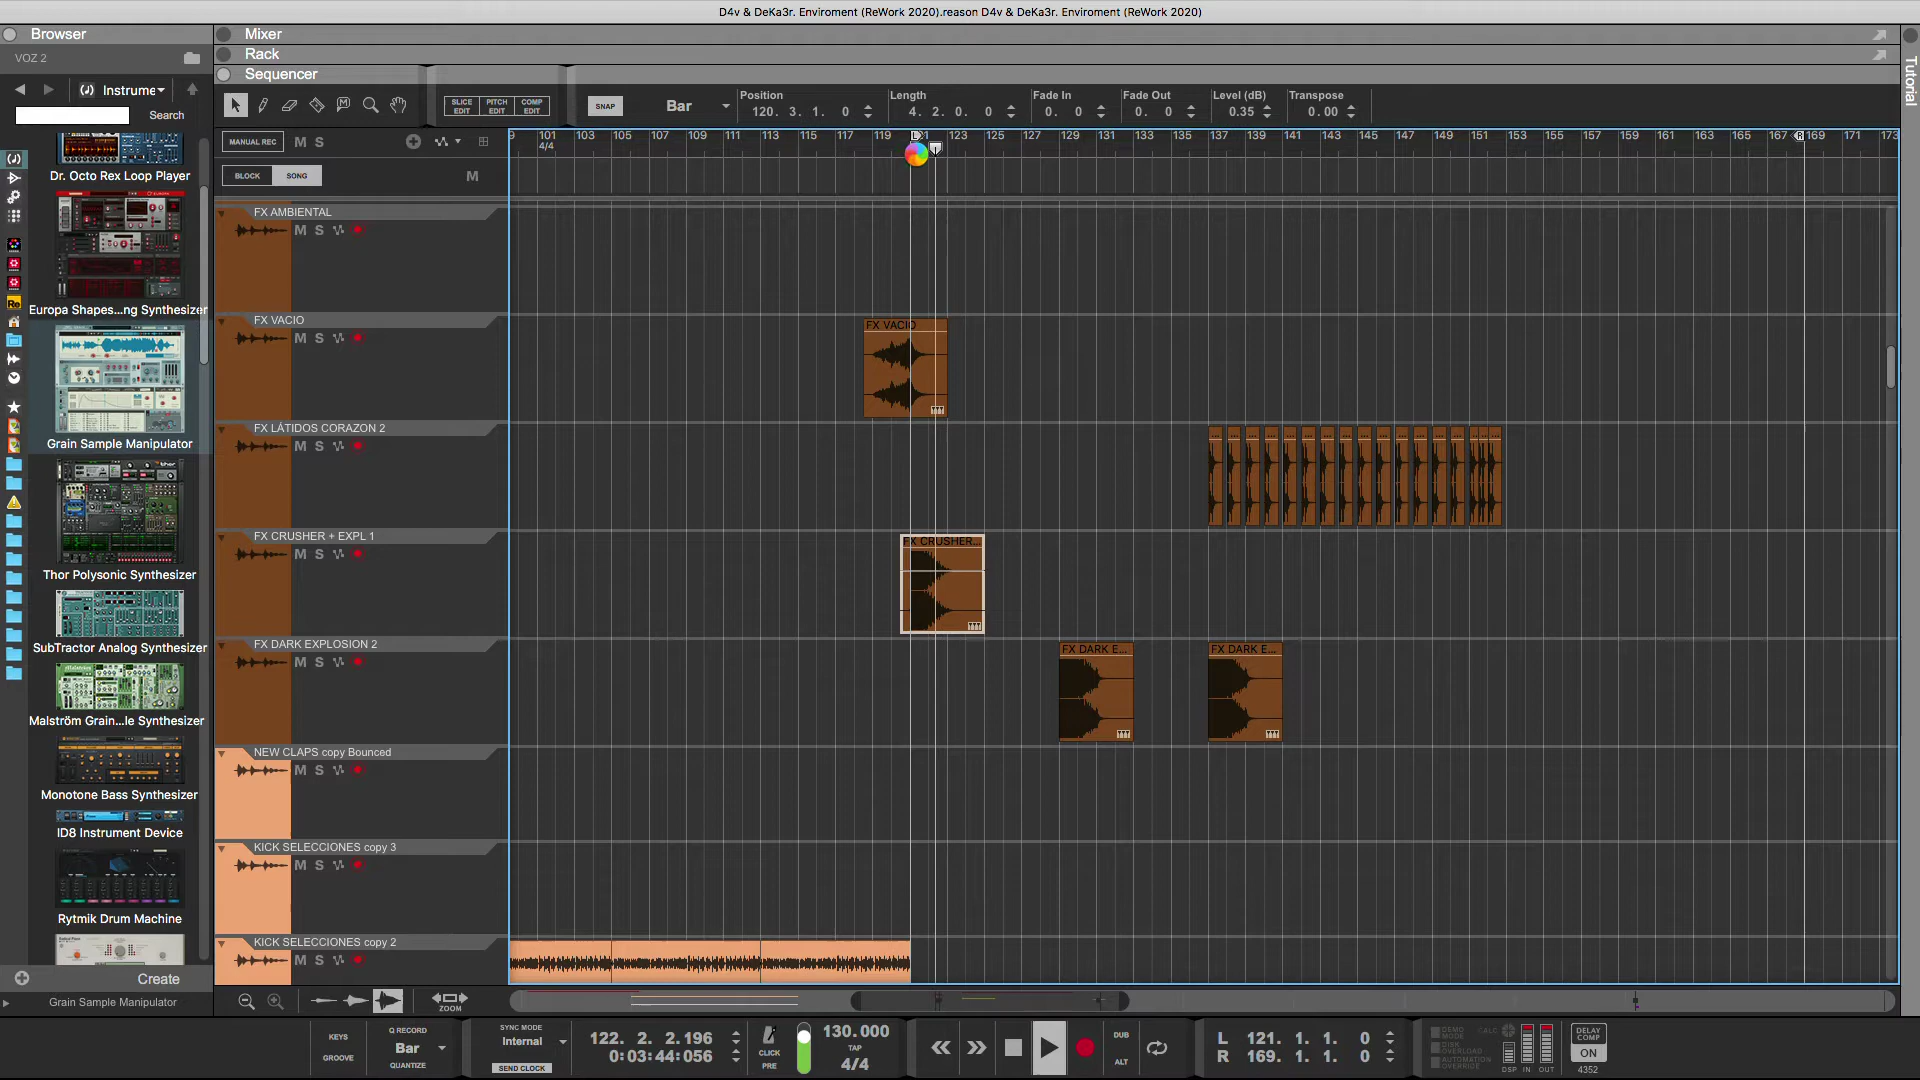 D4v & DeKa3r. Enviroment (ReWork 2020).reason D4v & DeKa3r. Enviroment (ReWork 2020)
Browser
Mixer
Rack
Sequencer
VOZ 2
Instrume
Search
SLICE EDIT
PITCH EDIT
COMP EDIT
SNAP
Bar
Position
120. 3. 1. 0
Length
4. 2. 0. 0
Fade In
0. 0
Fade Out
0. 0
Level (dB)
0.35
Transpose
0.00
Tutorial
MANUAL REC
M S
BLOCK
SONG
M
9 101 103 105 107 109 111 113 115 117 119 121 123 125 127 129 131 133 135 137 139 141 143 145 147 149 151 153 155 157 159 161 163 165 167 169 171 173
4/4
L
R
Dr. Octo Rex Loop Player
Europa Shapes...ng Synthesizer
Grain Sample Manipulator
Thor Polysonic Synthesizer
SubTractor Analog Synthesizer
Malström Grain...le Synthesizer
Monotone Bass Synthesizer
ID8 Instrument Device
Rytmik Drum Machine
Create
Grain Sample Manipulator
FX AMBIENTAL
M S
FX VACIO
M S
FX VACIO
FX LÁTIDOS CORAZON 2
M S
FX CRUSHER + EXPL 1
M S
FX CRUSHER...
FX DARK EXPLOSION 2
M S
FX DARK E...
FX DARK E...
NEW CLAPS copy Bounced
M S
KICK SELECCIONES copy 3
M S
KICK SELECCIONES copy 2
M S
ZOOM
KEYS
GROOVE
Q RECORD
Bar
QUANTIZE
SYNC MODE
Internal
SEND CLOCK
122. 2. 2.196
0:03:44:056
CLICK
PRE
130.000
TAP
4/4
DUB
ALT
L 121. 1. 1. 0
R 169. 1. 1. 0
DEMO MODE
DISK OVERLOAD
AUTOMATION OVERRIDE
CALC
DSP IN OUT
DELAY COMP
ON
4352